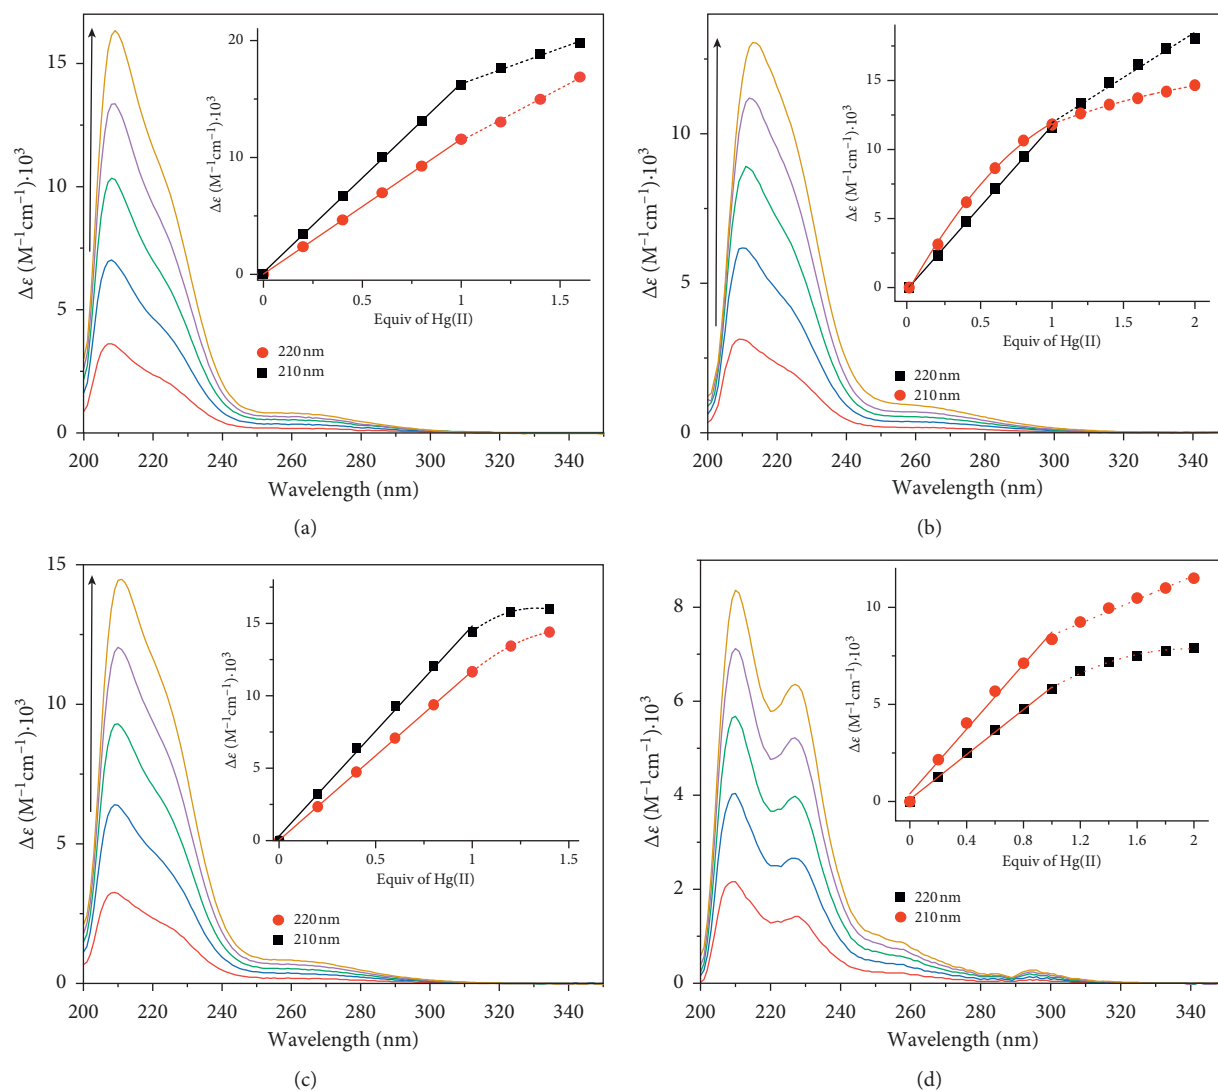 Δε (M⁻¹cm⁻¹)·10³
15
10
5
0
200 220 240 260 280 300 320 340
Wavelength (nm)
Δε (M⁻¹cm⁻¹)·10³
20
10
0
0 0.5 1 1.5
Equiv of Hg(II)
220 nm
210 nm
(a)
Δε (M⁻¹cm⁻¹)·10³
10
5
0
200 220 240 260 280 300 320 340
Wavelength (nm)
Δε (M⁻¹cm⁻¹)·10³
15
10
5
0
0 0.5 1 1.5 2
Equiv of Hg(II)
220 nm
210 nm
(b)
Δε (M⁻¹cm⁻¹)·10³
15
10
5
0
200 220 240 260 280 300 320 340
Wavelength (nm)
Δε (M⁻¹cm⁻¹)·10³
15
10
5
0
0 0.5 1 1.5
Equiv of Hg(II)
220 nm
210 nm
(c)
Δε (M⁻¹cm⁻¹)·10³
8
6
4
2
0
200 220 240 260 280 300 320 340
Wavelength (nm)
Δε (M⁻¹cm⁻¹)·10³
10
5
0
0 0.4 0.8 1.2 1.6 2
Equiv of Hg(II)
220 nm
210 nm
(d)